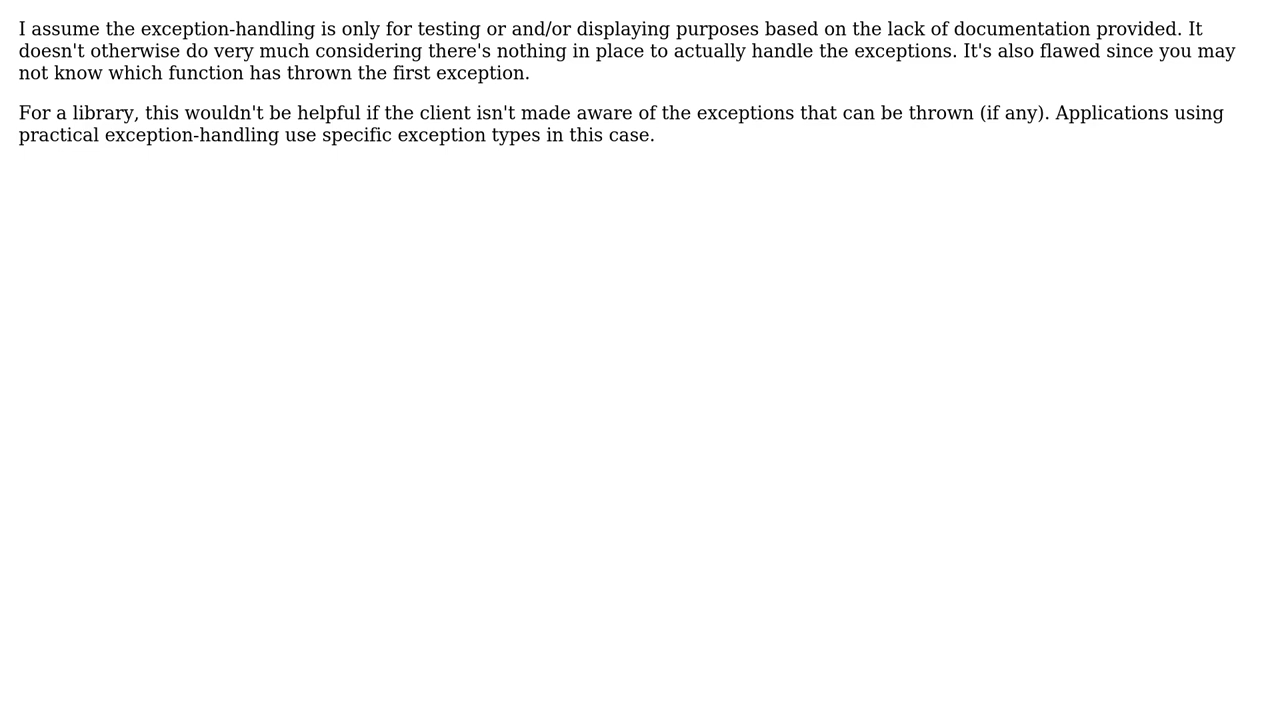 I assume the exception-handling is only for testing or and/or displaying purposes based on the lack of documentation provided. It
doesn't otherwise do very much considering there's nothing in place to actually handle the exceptions. It's also flawed since you may
not know which function has thrown the first exception.
For a library, this wouldn't be helpful if the client isn't made aware of the exceptions that can be thrown (if any). Applications using
practical exception-handling use specific exception types in this case.